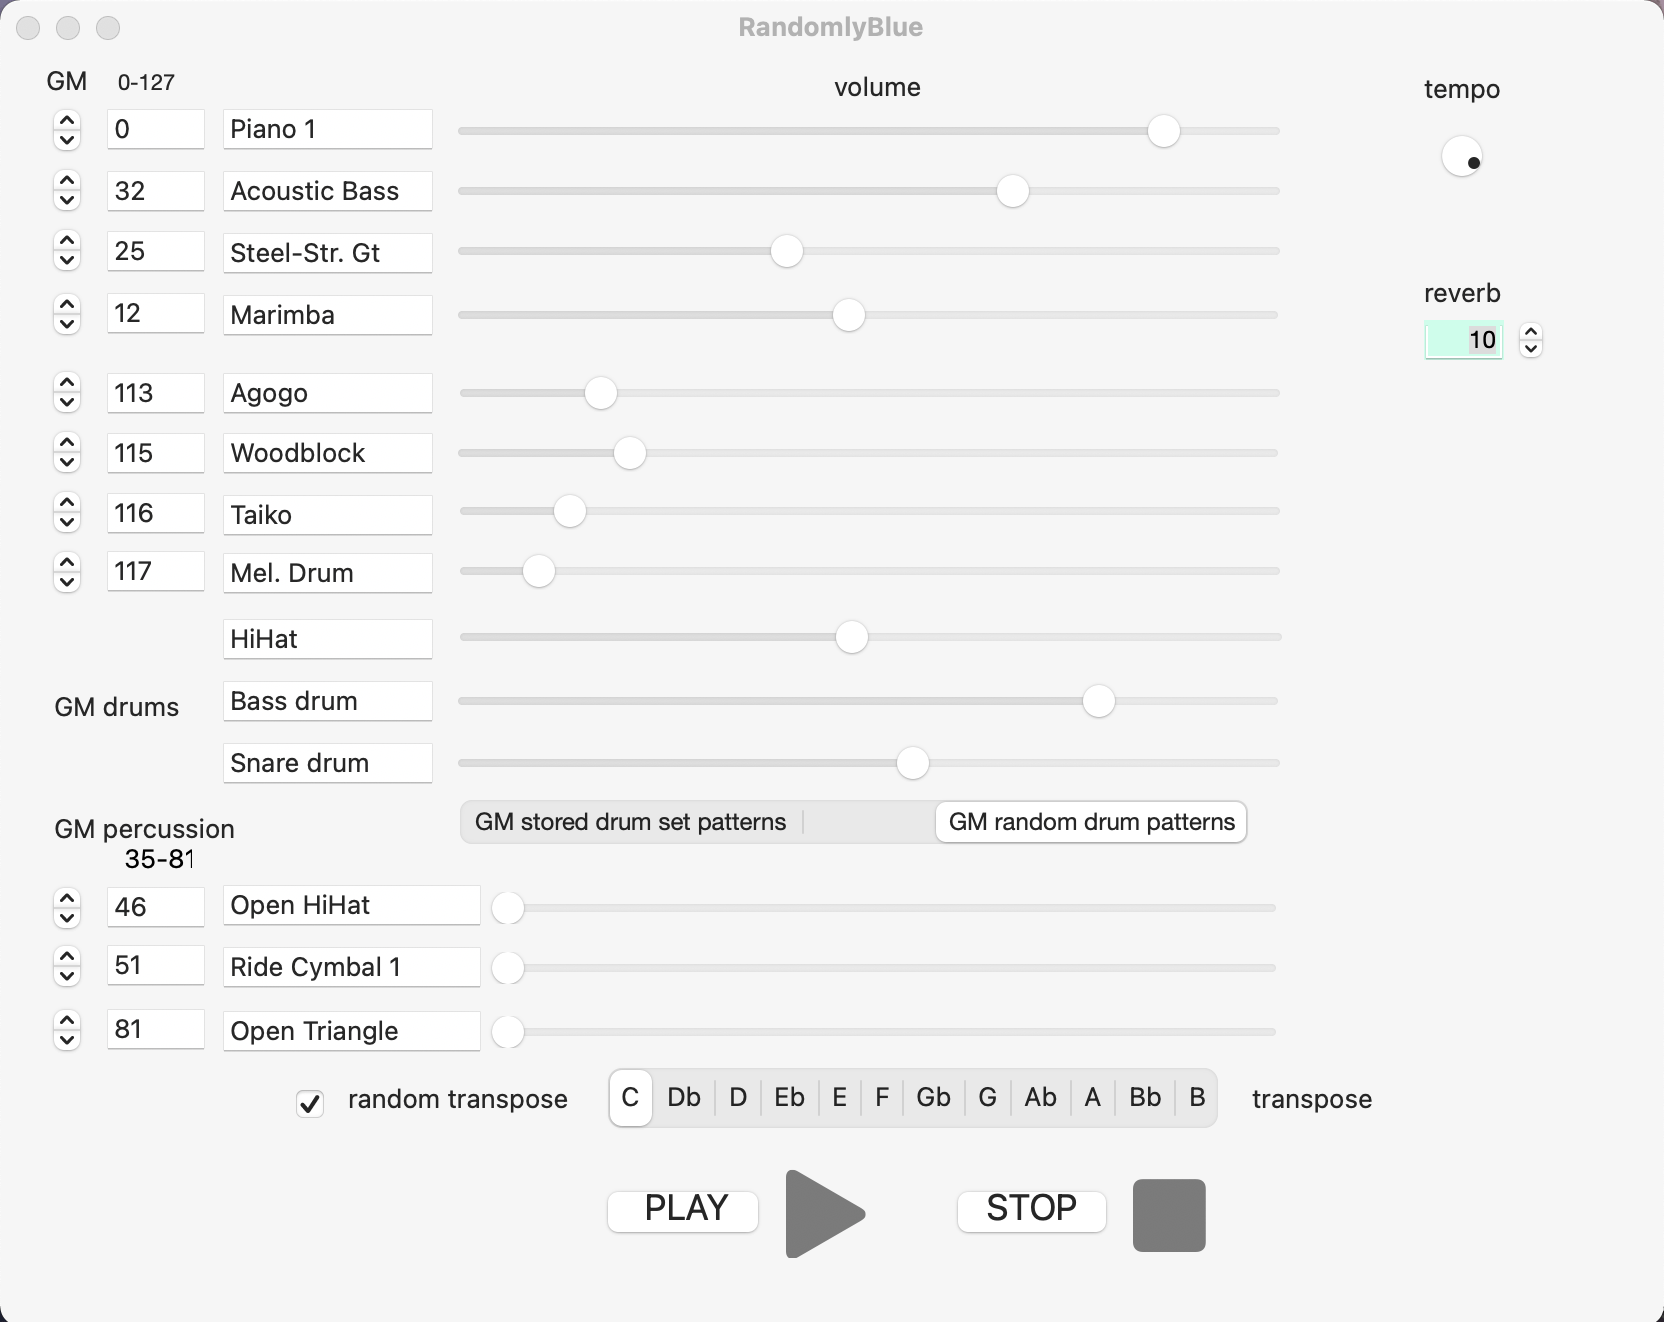 RandomlyBlue
GM 0-127
volume
tempo
0 Piano 1
32 Acoustic Bass
25 Steel-Str. Gt
reverb
12 Marimba
10
113 Agogo
115 Woodblock
116 Taiko
117 Mel. Drum
HiHat
GM drums Bass drum
Snare drum
GM stored drum set patterns GM random drum patterns
GM percussion
35-81
46 Open HiHat
51 Ride Cymbal 1
81 Open Triangle
random transpose C Db D Eb E F Gb G Ab A Bb B transpose
PLAY STOP